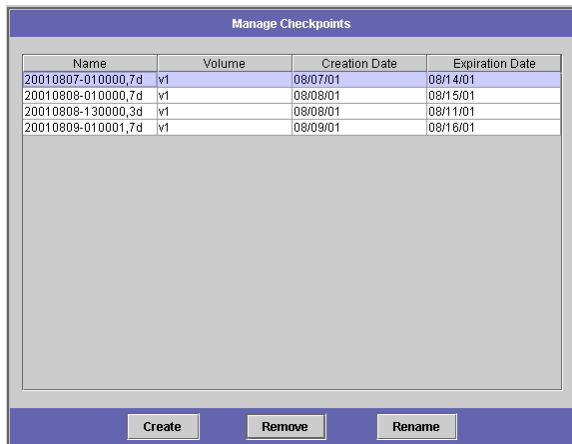 Manage Checkpoints
Name Volume Creation Date Expiration Date
20010807-010000,7d v1 08/07/01 08/14/01
20010808-010000,7d v1 08/08/01 08/15/01
20010808-130000,3d v1 08/08/01 08/11/01
20010809-010001,7d v1 08/09/01 08/16/01
Create Remove Rename